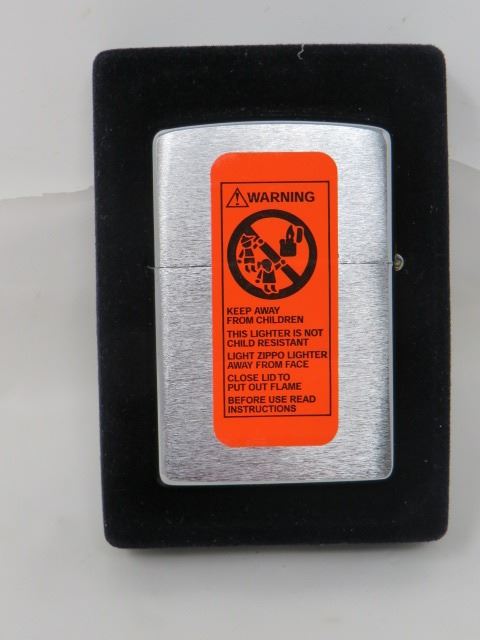 WARNING
KEEP AWAY
FROM CHILDREN
THIS LIGHTER IS NOT
CHILD RESISTANT
LIGHT ZIPPO LIGHTER
AWAY FROM FACE
CLOSE LID TO
PUT OUT FLAME
BEFORE USE READ
INSTRUCTIONS